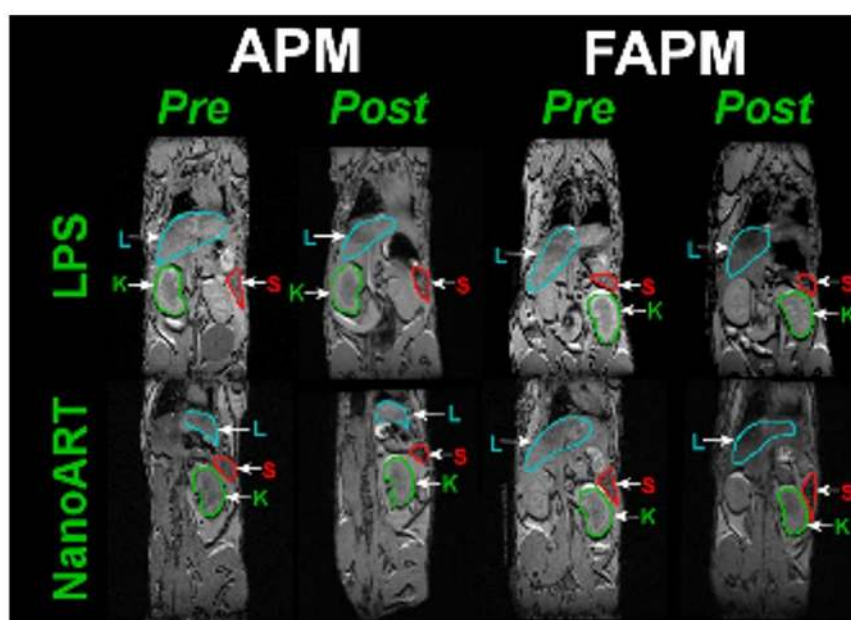 APM FAPM
Pre Post Pre Post
LPS
L L L L
K S K S S S
K K
NanoART
L L L L
S S S S
K K K K